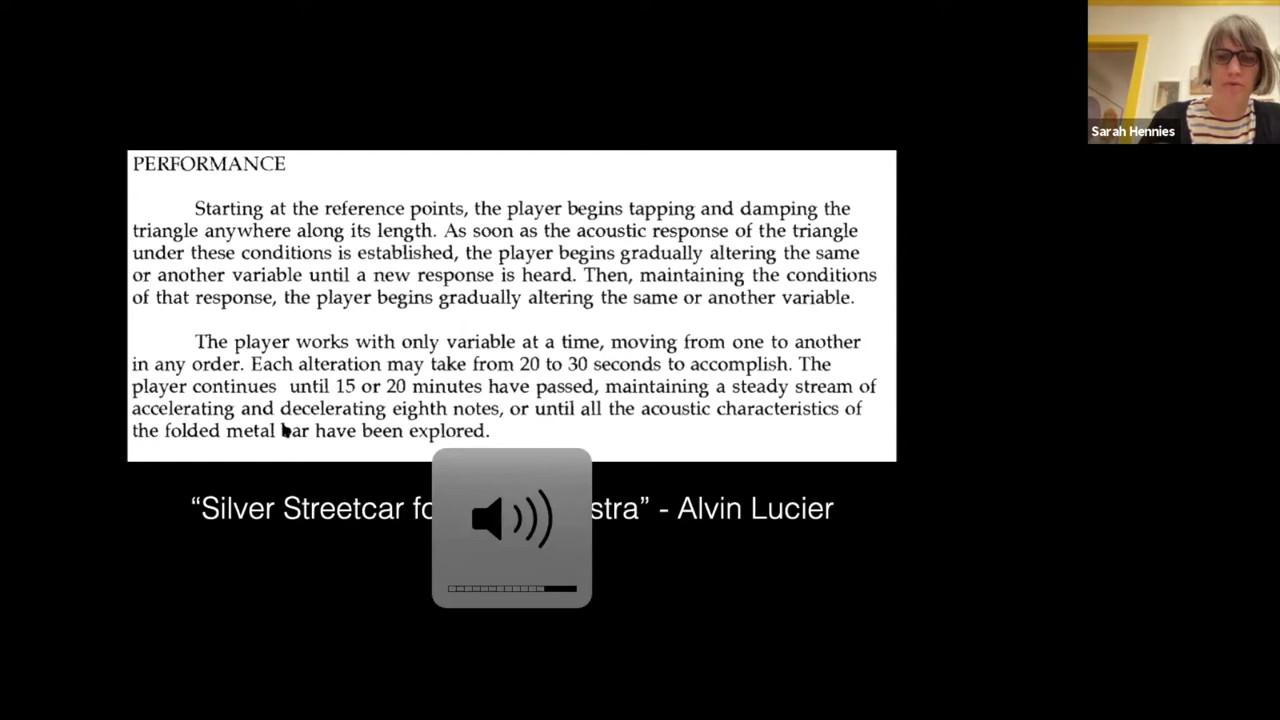 PERFORMANCE
Starting at the reference points, the player begins tapping and damping the
triangle anywhere along its length. As soon as the acoustic response of the triangle
under these conditions is established, the player begins gradually altering the same
or another variable until a new response is heard. Then, maintaining the conditions
of that response, the player begins gradually altering the same or another variable.
The player works with only variable at a time, moving from one to another
in any order. Each alteration may take from 20 to 30 seconds to accomplish. The
player continues until 15 or 20 minutes have passed, maintaining a steady stream of
accelerating and decelerating eighth notes, or until all the acoustic characteristics of
the folded metal bar have been explored.
“Silver Streetcar - Alvin Lucier
Sarah Hennies